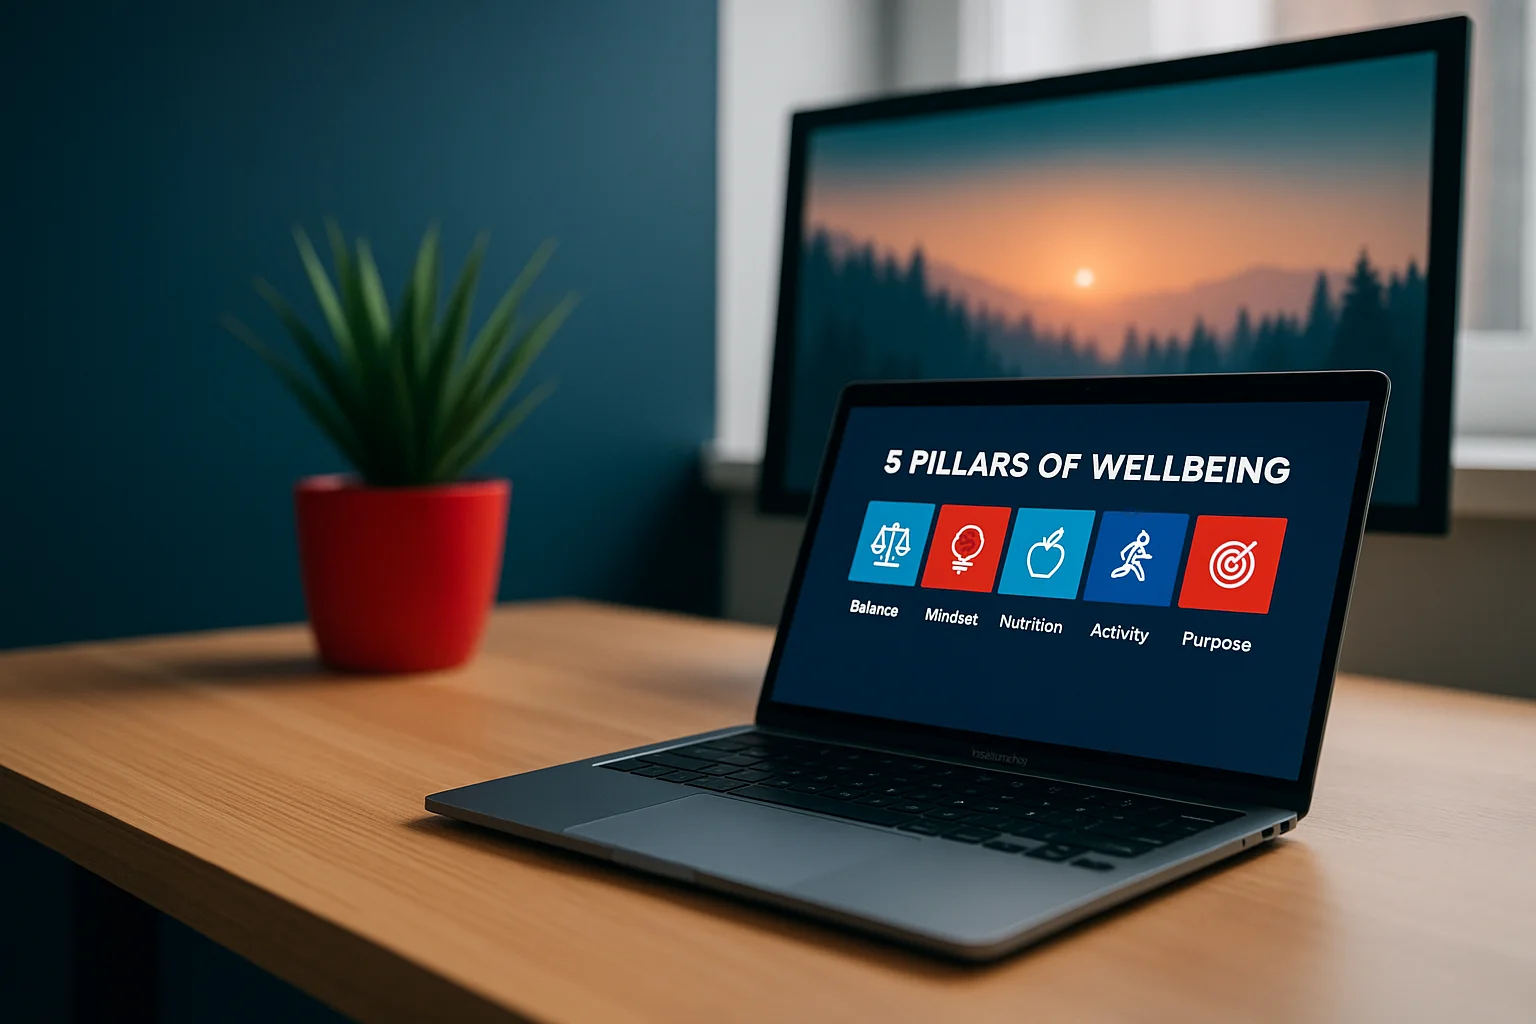 5 PILLARS OF WELLBEING
Balance
Mindset
Nutrition
Activity
Purpose